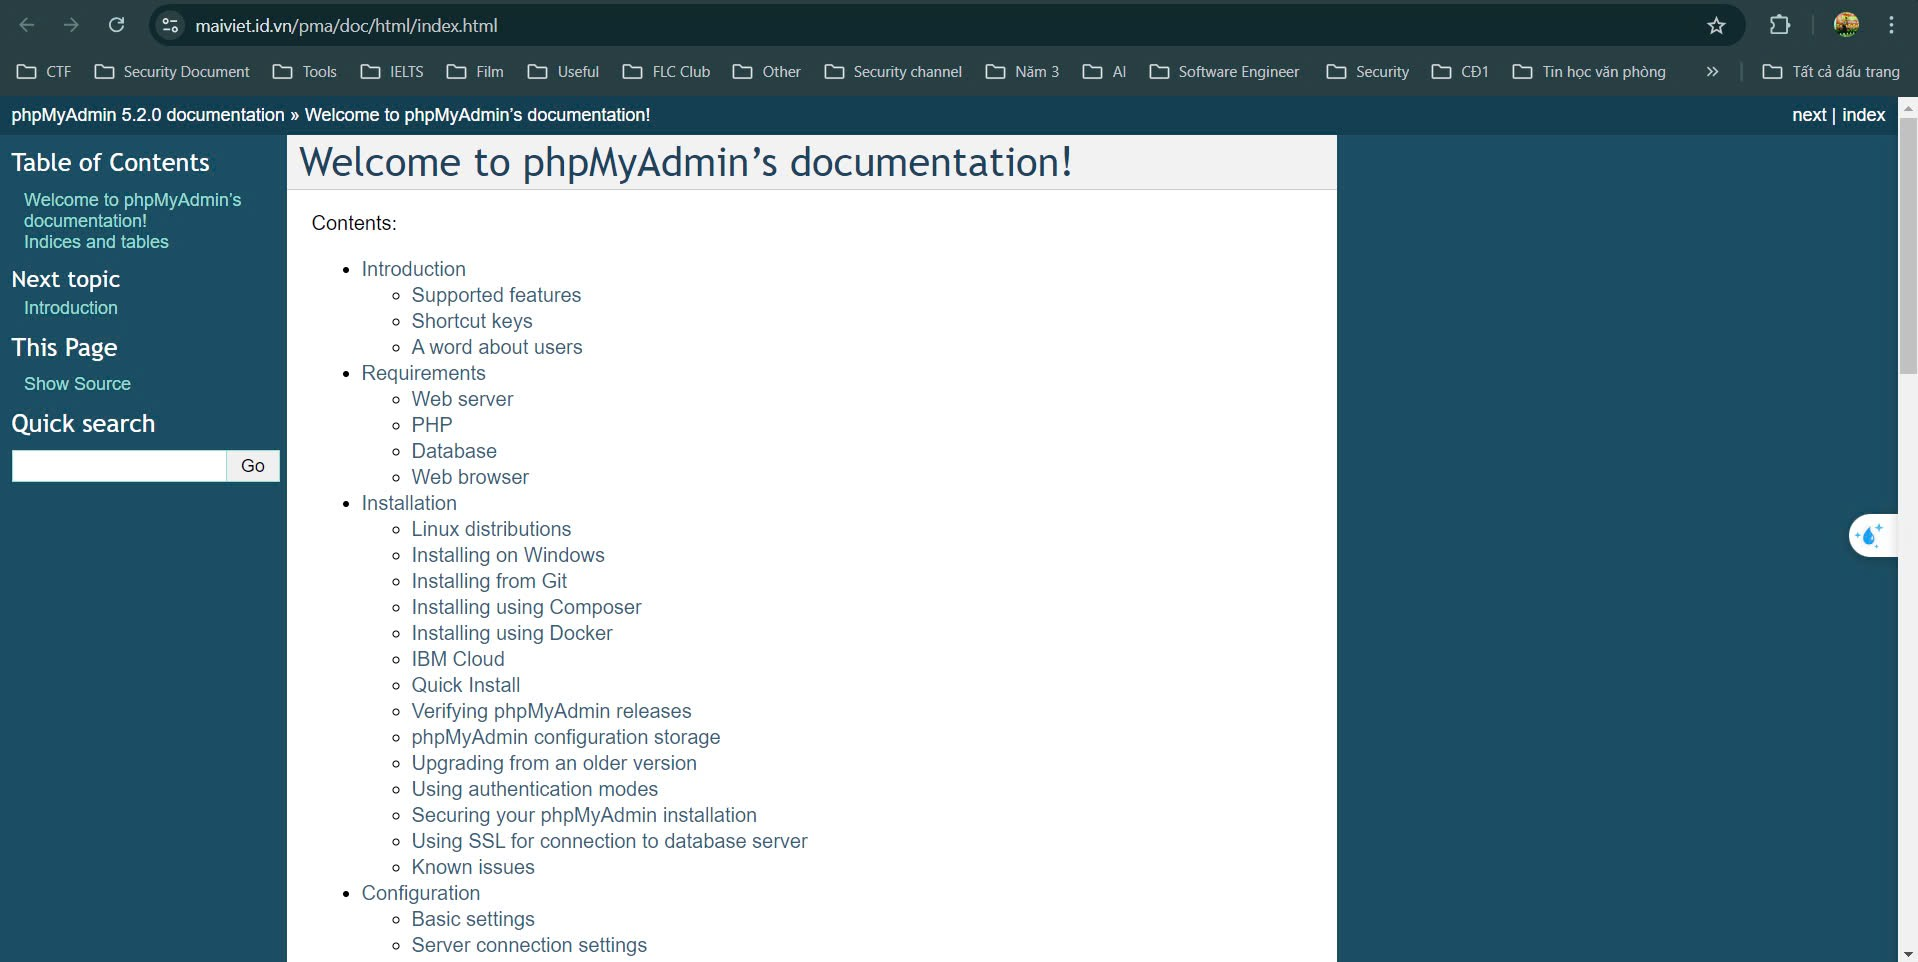 maiviet.id.vn/pma/doc/html/index.html
CTF Security Document Tools IELTS Film Useful FLC Club Other Security channel Năm 3 AI Software Engineer Security CĐ1 Tin học văn phòng » Tất cả dấu trang
phpMyAdmin 5.2.0 documentation » Welcome to phpMyAdmin’s documentation! next | index
Table of Contents
Welcome to phpMyAdmin’s
documentation!
Indices and tables
Next topic
Introduction
This Page
Show Source
Quick search
Go
Welcome to phpMyAdmin’s documentation!
Contents:
Introduction
Supported features
Shortcut keys
A word about users
Requirements
Web server
PHP
Database
Web browser
Installation
Linux distributions
Installing on Windows
Installing from Git
Installing using Composer
Installing using Docker
IBM Cloud
Quick Install
Verifying phpMyAdmin releases
phpMyAdmin configuration storage
Upgrading from an older version
Using authentication modes
Securing your phpMyAdmin installation
Using SSL for connection to database server
Known issues
Configuration
Basic settings
Server connection settings